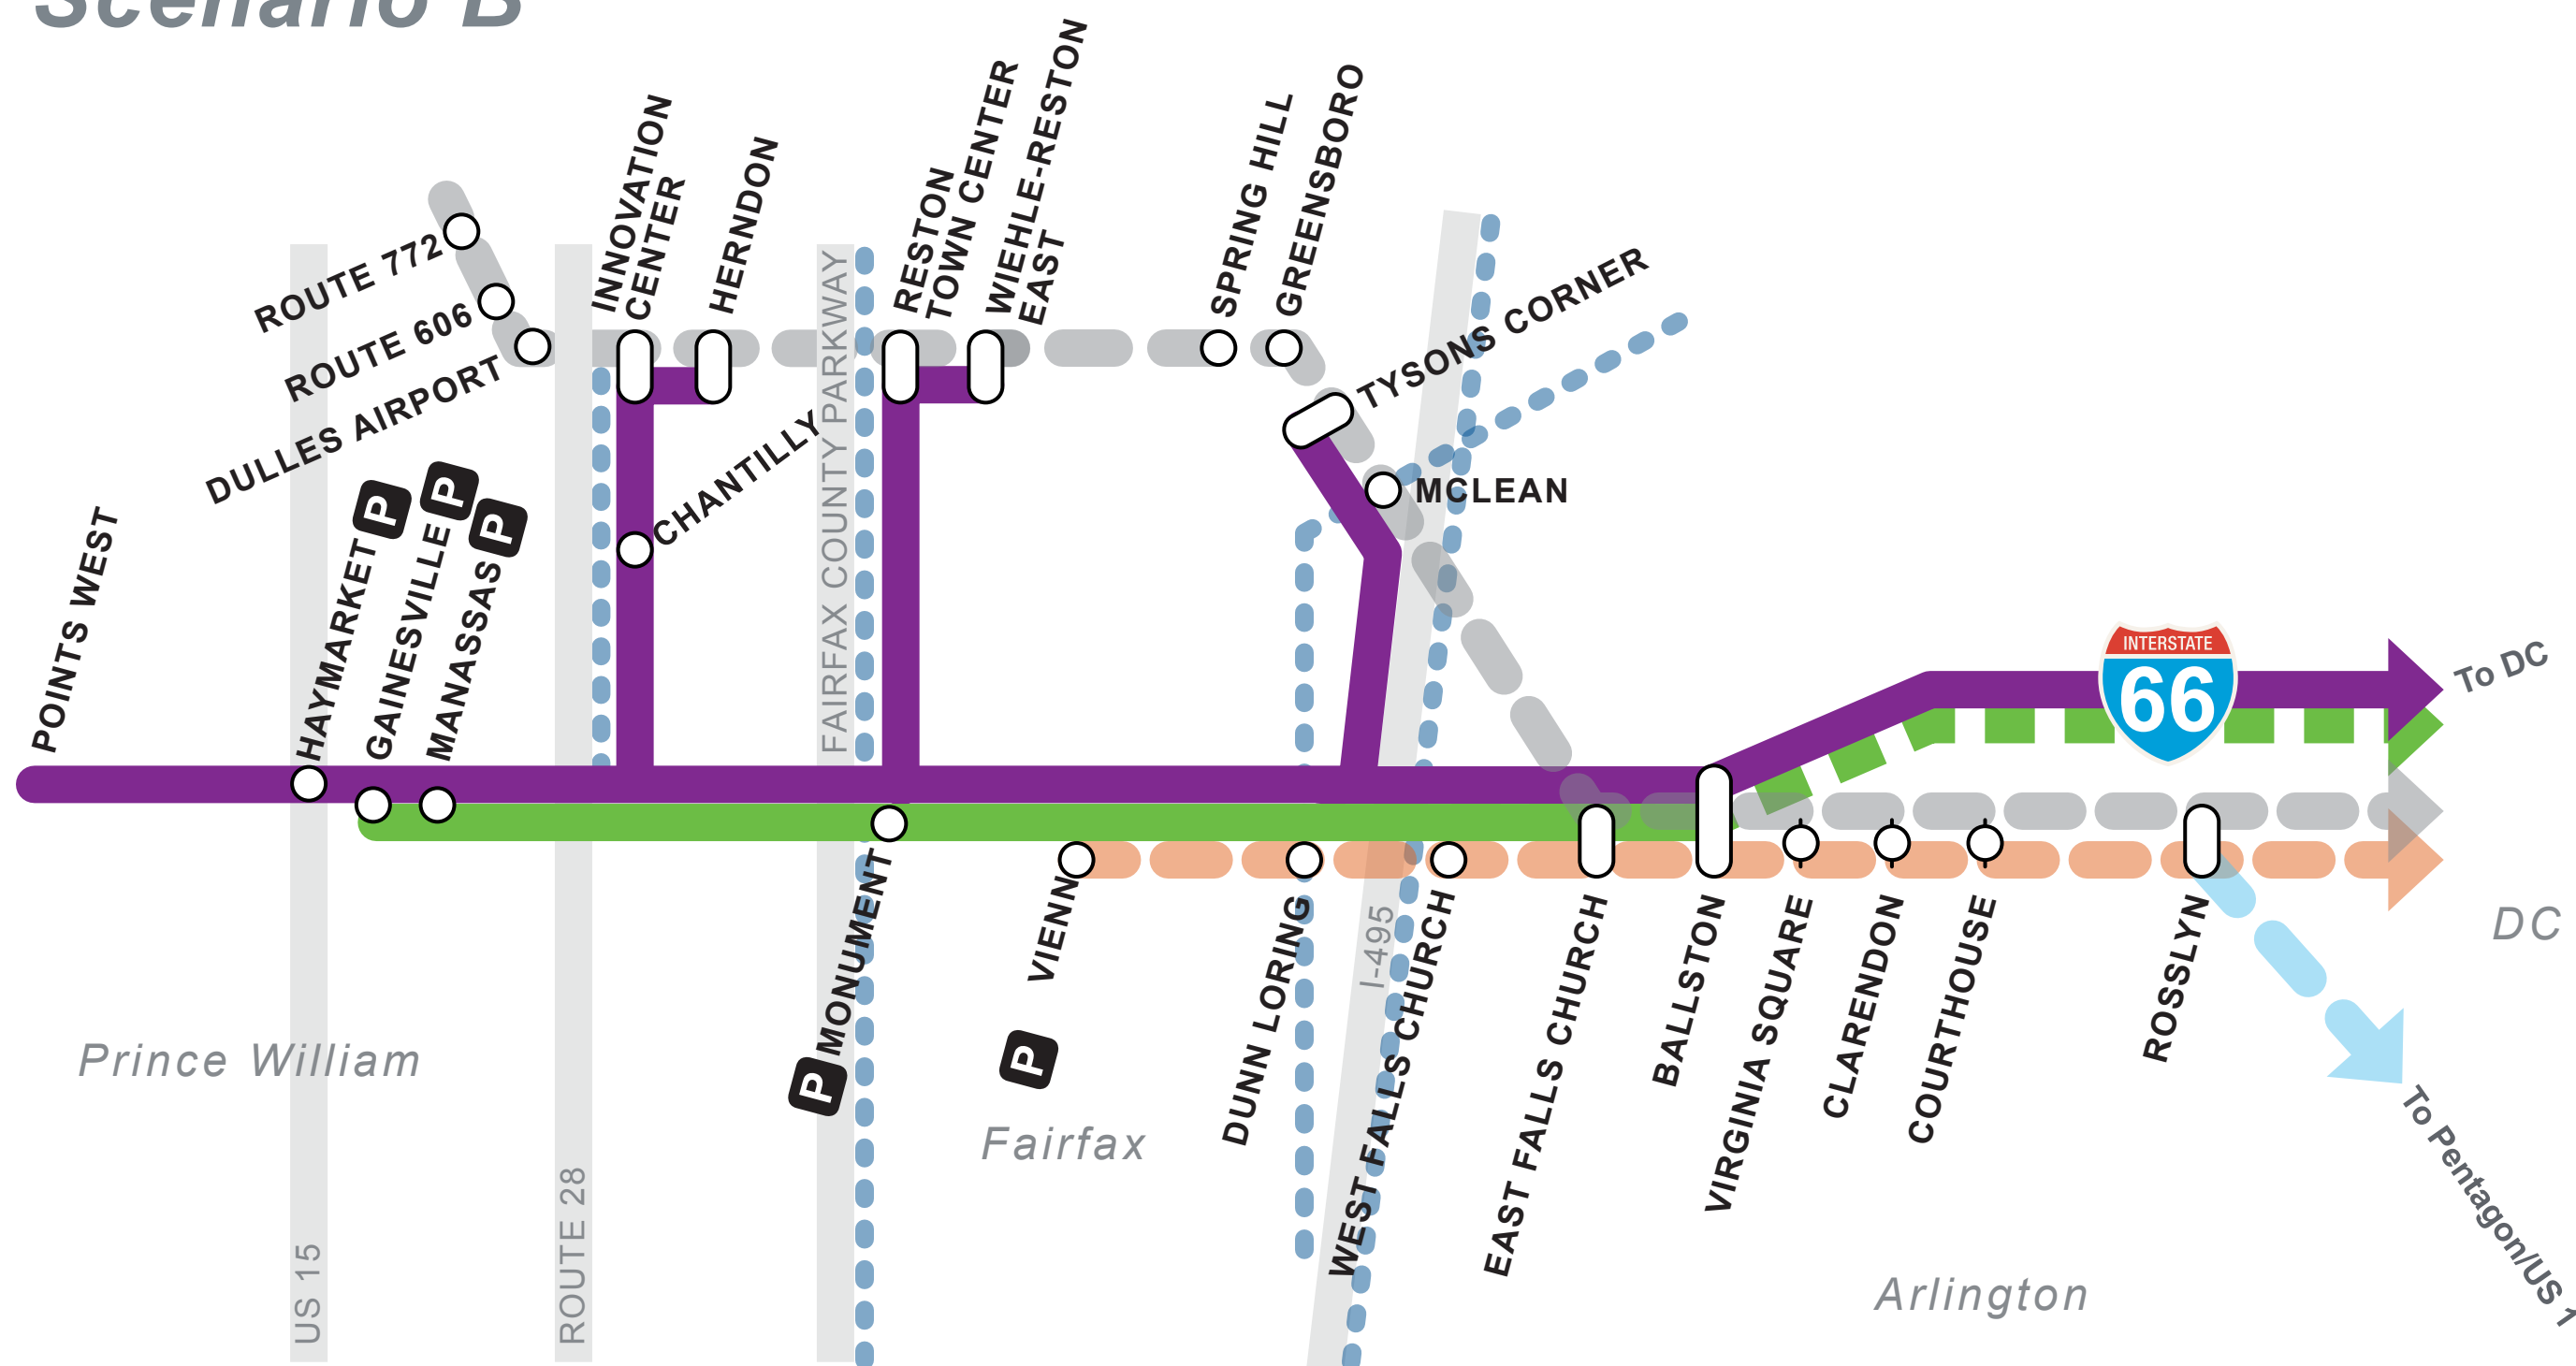 Scenario B
INNOVATION
CENTER
HERNDON
RESTON
TOWN CENTER
WIEHLE-RESTON
EAST
SPRING HILL
GREENSBORO
TYSONS CORNER
MCLEAN
ROUTE 772
ROUTE 606
DULLES AIRPORT
CHANTILLY
FAIRFAX COUNTY PARKWAY
POINTS WEST
HAYMARKET P
GAINESVILLE P
MANASSAS P
INTERSTATE
66
To DC
DC
P MONUMENT
VIENN
P
DUNN LORING
I-495
WEST FALLS CHURCH
EAST FALLS CHURCH
BALLSTON
VIRGINIA SQUARE
CLARENDON
COURTHOUSE
ROSSLYN
To Pentagon/US 1
Prince William
Fairfax
Arlington
US 15
ROUTE 28